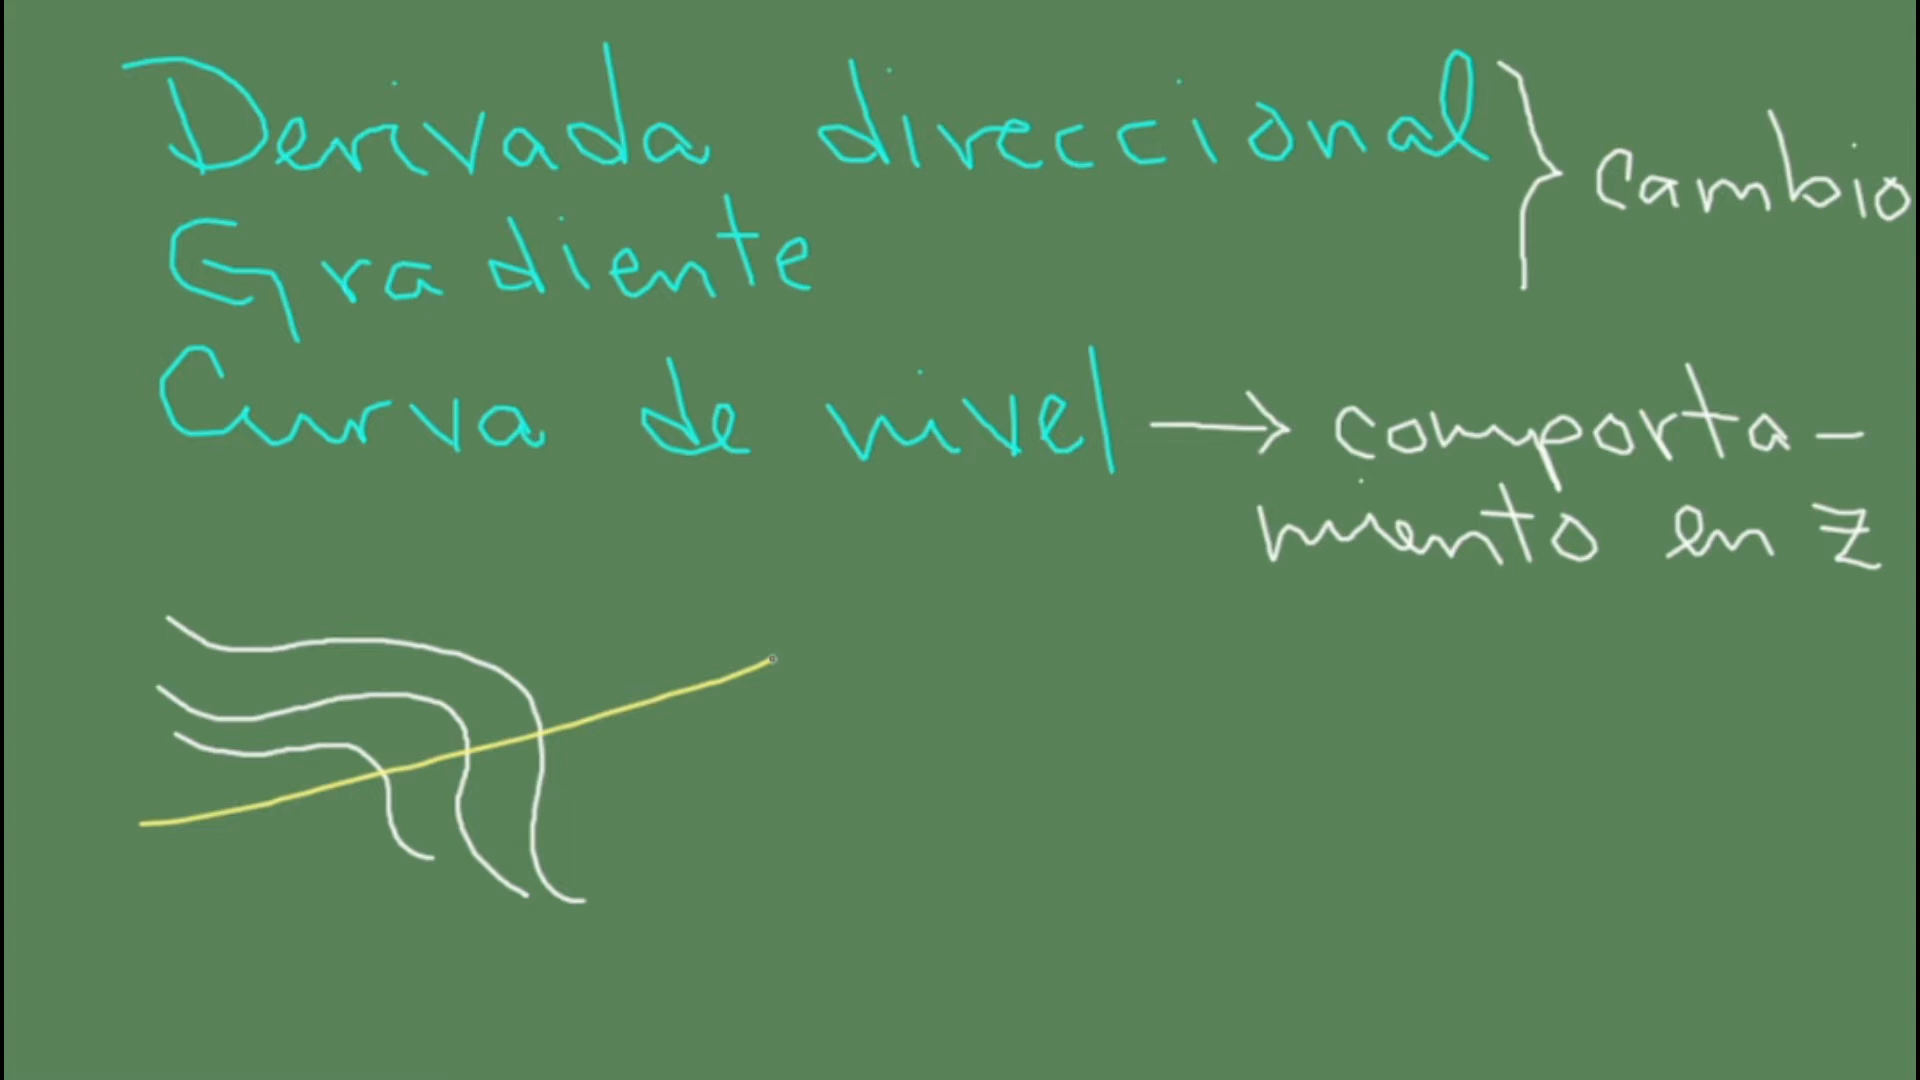 Derivada direccional } cambio
Gradiente
Curva de nivel → comporta-
miento en z